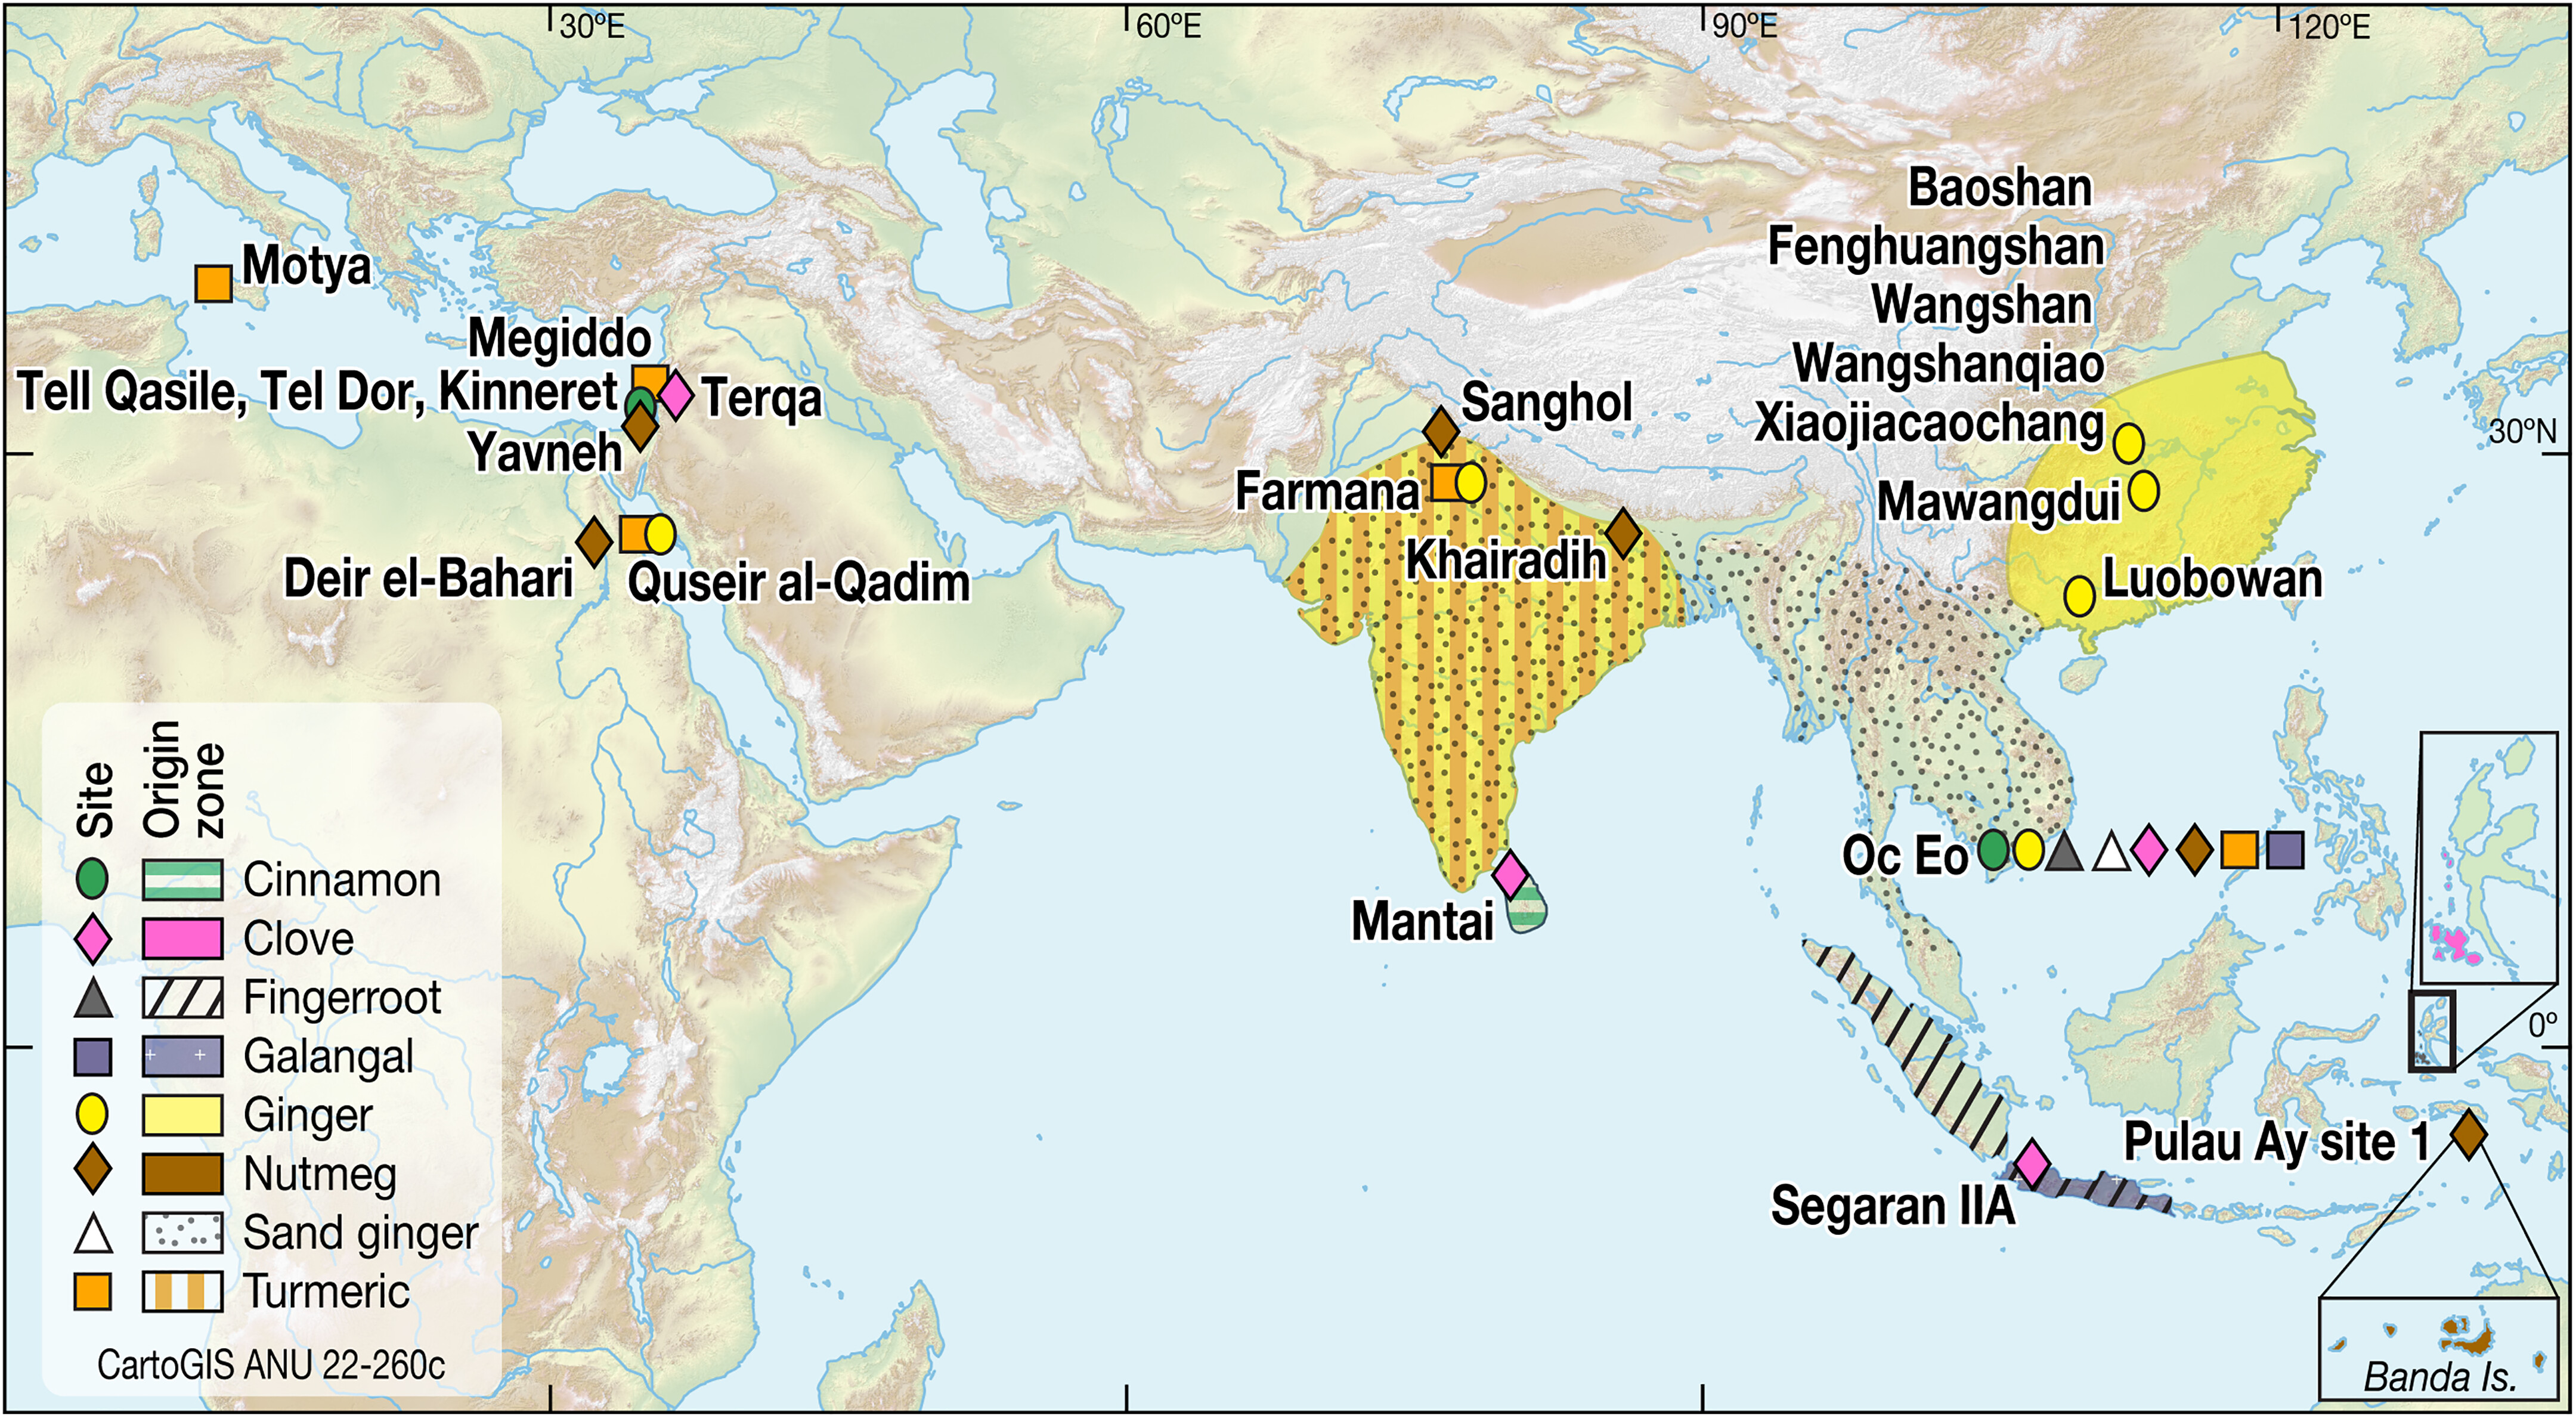 30ºE
60ºE
90ºE
120ºE
Baoshan
Fenghuangshan
Wangshan
Wangshanqiao
Xiaojiacaochang
30ºN
Mawangdui
Luobowan
Motya
Megiddo
Tell Qasile, Tel Dor, Kinneret
Terqa
Yavneh
Deir el-Bahari
Quseir al-Qadim
Sanghol
Farmana
Khairadih
Mantai
Oc Eo
0º
Pulau Ay site 1
Segaran IIA
Banda Is.
Site
Origin
zone
Cinnamon
Clove
Fingerroot
Galangal
Ginger
Nutmeg
Sand ginger
Turmeric
CartoGIS ANU 22-260c